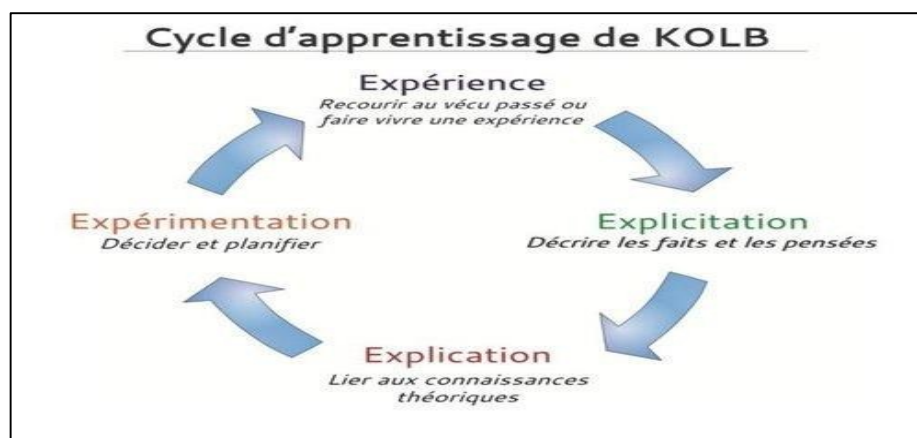 Cycle d'apprentissage de KOLB
Expérience
Recourir au vécu passé ou
faire vivre une expérience
Explicitation
Décrire les faits et les pensées
Explication
Lier aux connaissances
théoriques
Expérimentation
Décider et planifier